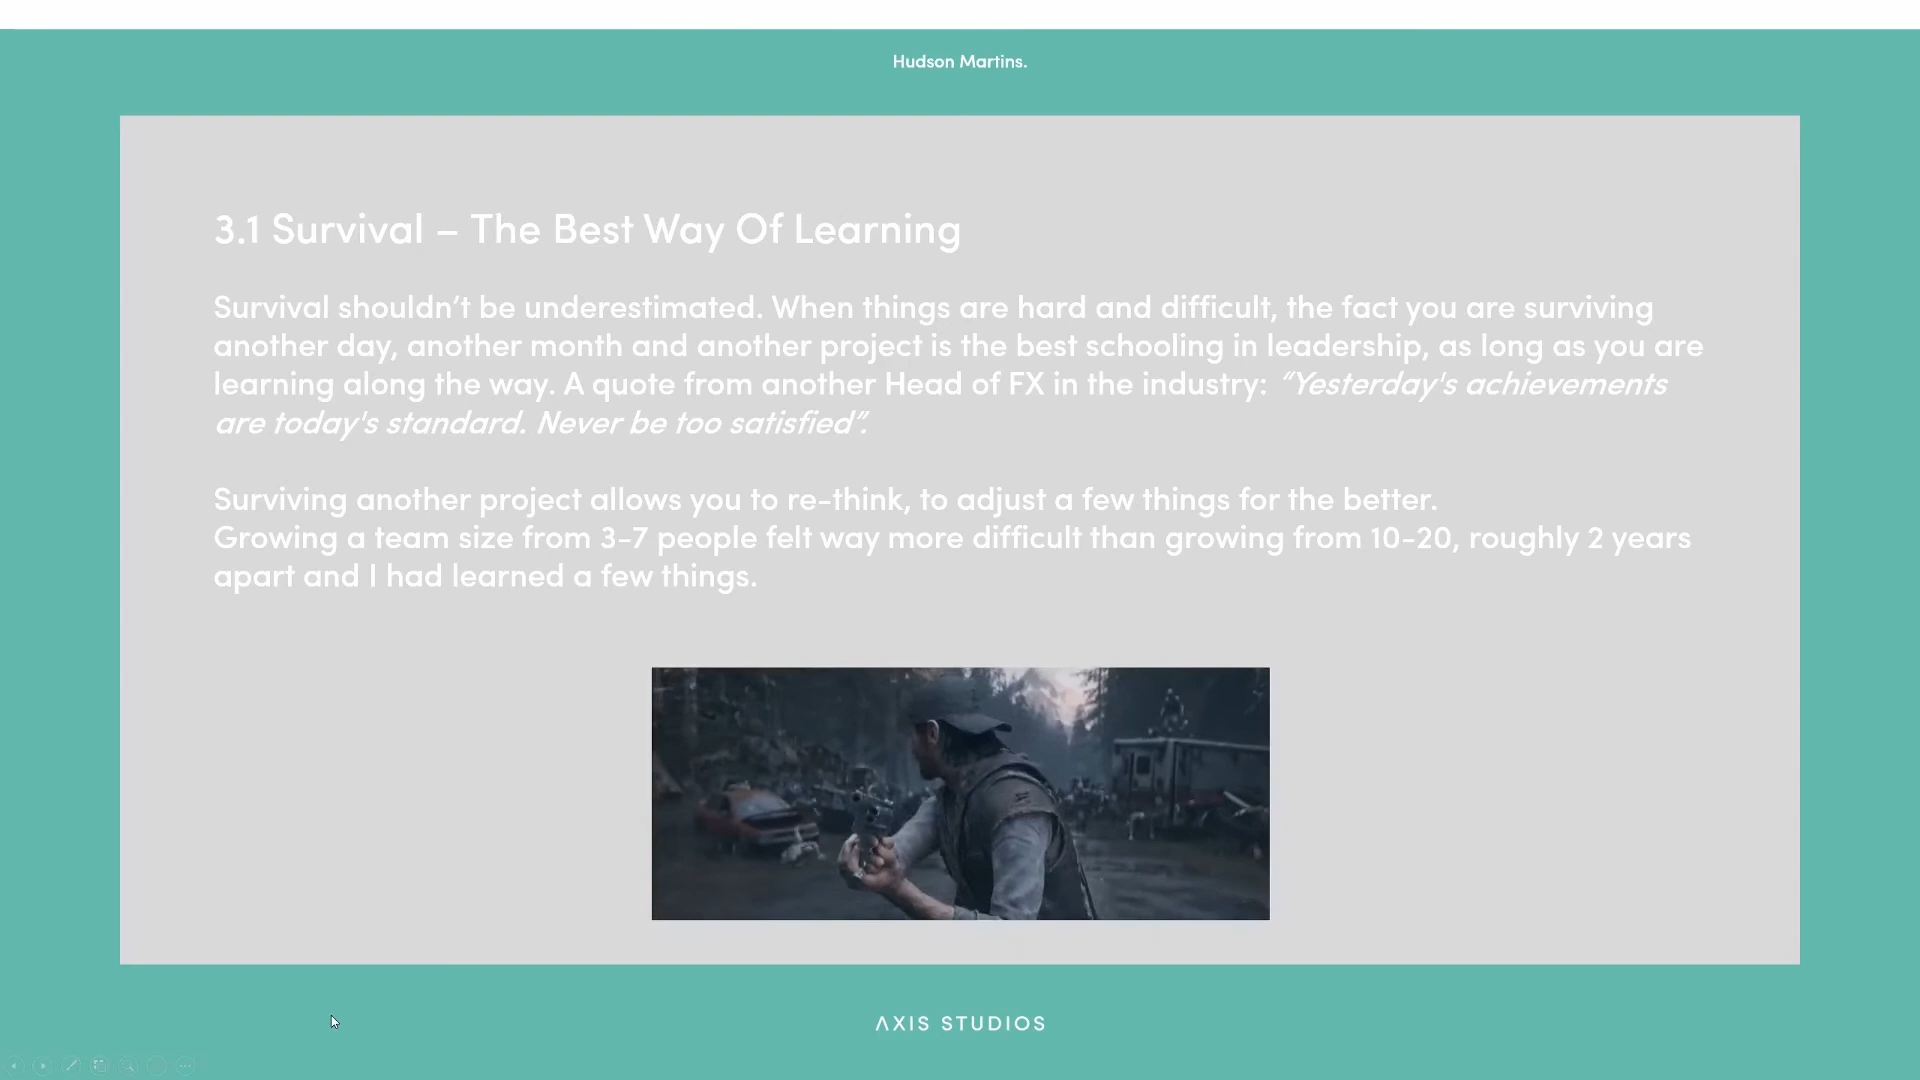 Hudson Martins.
3.1 Survival – The Best Way Of Learning
Survival shouldn’t be underestimated. When things are hard and difficult, the fact you are surviving
another day, another month and another project is the best schooling in leadership, as long as you are
learning along the way. A quote from another Head of FX in the industry: “Yesterday's achievements
are today's standard. Never be too satisfied”.
Surviving another project allows you to re-think, to adjust a few things for the better.
Growing a team size from 3-7 people felt way more difficult than growing from 10-20, roughly 2 years
apart and I had learned a few things.
AXIS STUDIOS